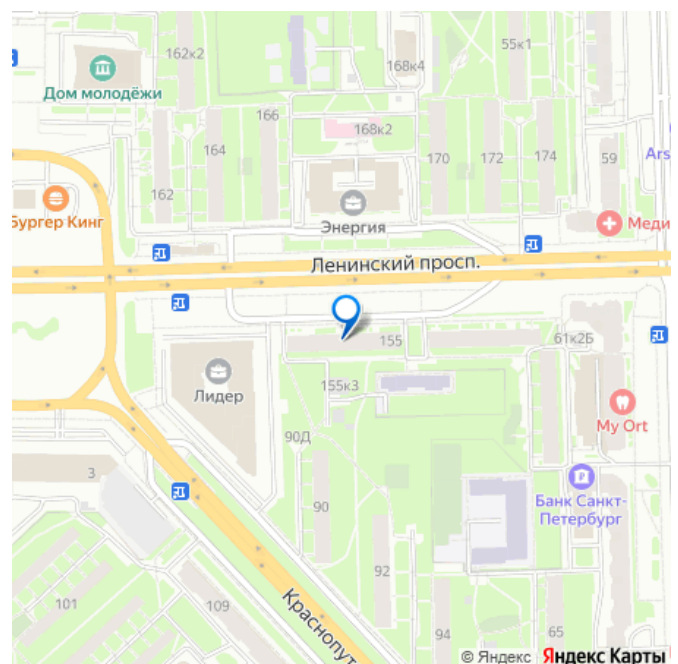 162к2
55к1
168к4
Дом молодёжи
166
168к2
164
170
172
174
59
Ars
162
Бургер Кинг
Энергия
Меди
Ленинский просп.
155
61к2Б
Лидер
155к3
My Ort
90Д
3
90
Банк Санкт-
Петербург
92
101
109
Краснопут
94
65
© Яндекс Яндекс Карты